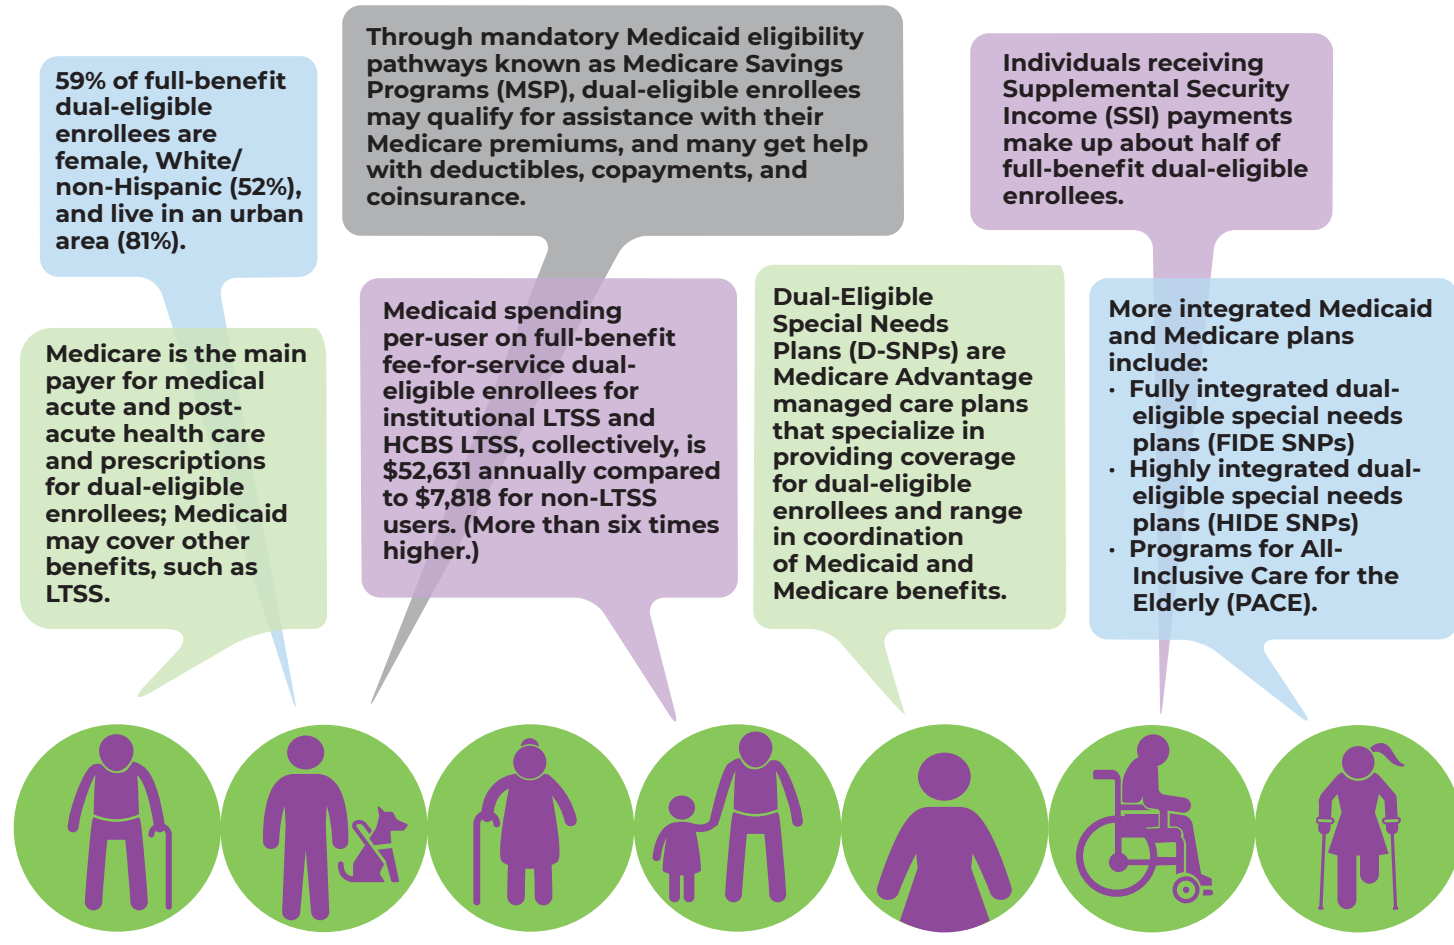 59% of full-benefit
dual-eligible
enrollees are
female, White/
non-Hispanic (52%),
and live in an urban
area (81%).
Through mandatory Medicaid eligibility
pathways known as Medicare Savings
Programs (MSP), dual-eligible enrollees
may qualify for assistance with their
Medicare premiums, and many get help
with deductibles, copayments, and
coinsurance.
Individuals receiving
Supplemental Security
Income (SSI) payments
make up about half of
full-benefit dual-eligible
enrollees.
Medicare is the main
payer for medical
acute and post-
acute health care
and prescriptions
for dual-eligible
enrollees; Medicaid
may cover other
benefits, such as
LTSS.
Medicaid spending
per-user on full-benefit
fee-for-service dual-
eligible enrollees for
institutional LTSS and
HCBS LTSS, collectively, is
$52,631 annually compared
to $7,818 for non-LTSS
users. (More than six times
higher.)
Dual-Eligible
Special Needs
Plans (D-SNPs) are
Medicare Advantage
managed care plans
that specialize in
providing coverage
for dual-eligible
enrollees and range
in coordination
of Medicaid and
Medicare benefits.
More integrated Medicaid
and Medicare plans
include:
· Fully integrated dual-
eligible special needs
plans (FIDE SNPs)
· Highly integrated dual-
eligible special needs
plans (HIDE SNPs)
· Programs for All-
Inclusive Care for the
Elderly (PACE).